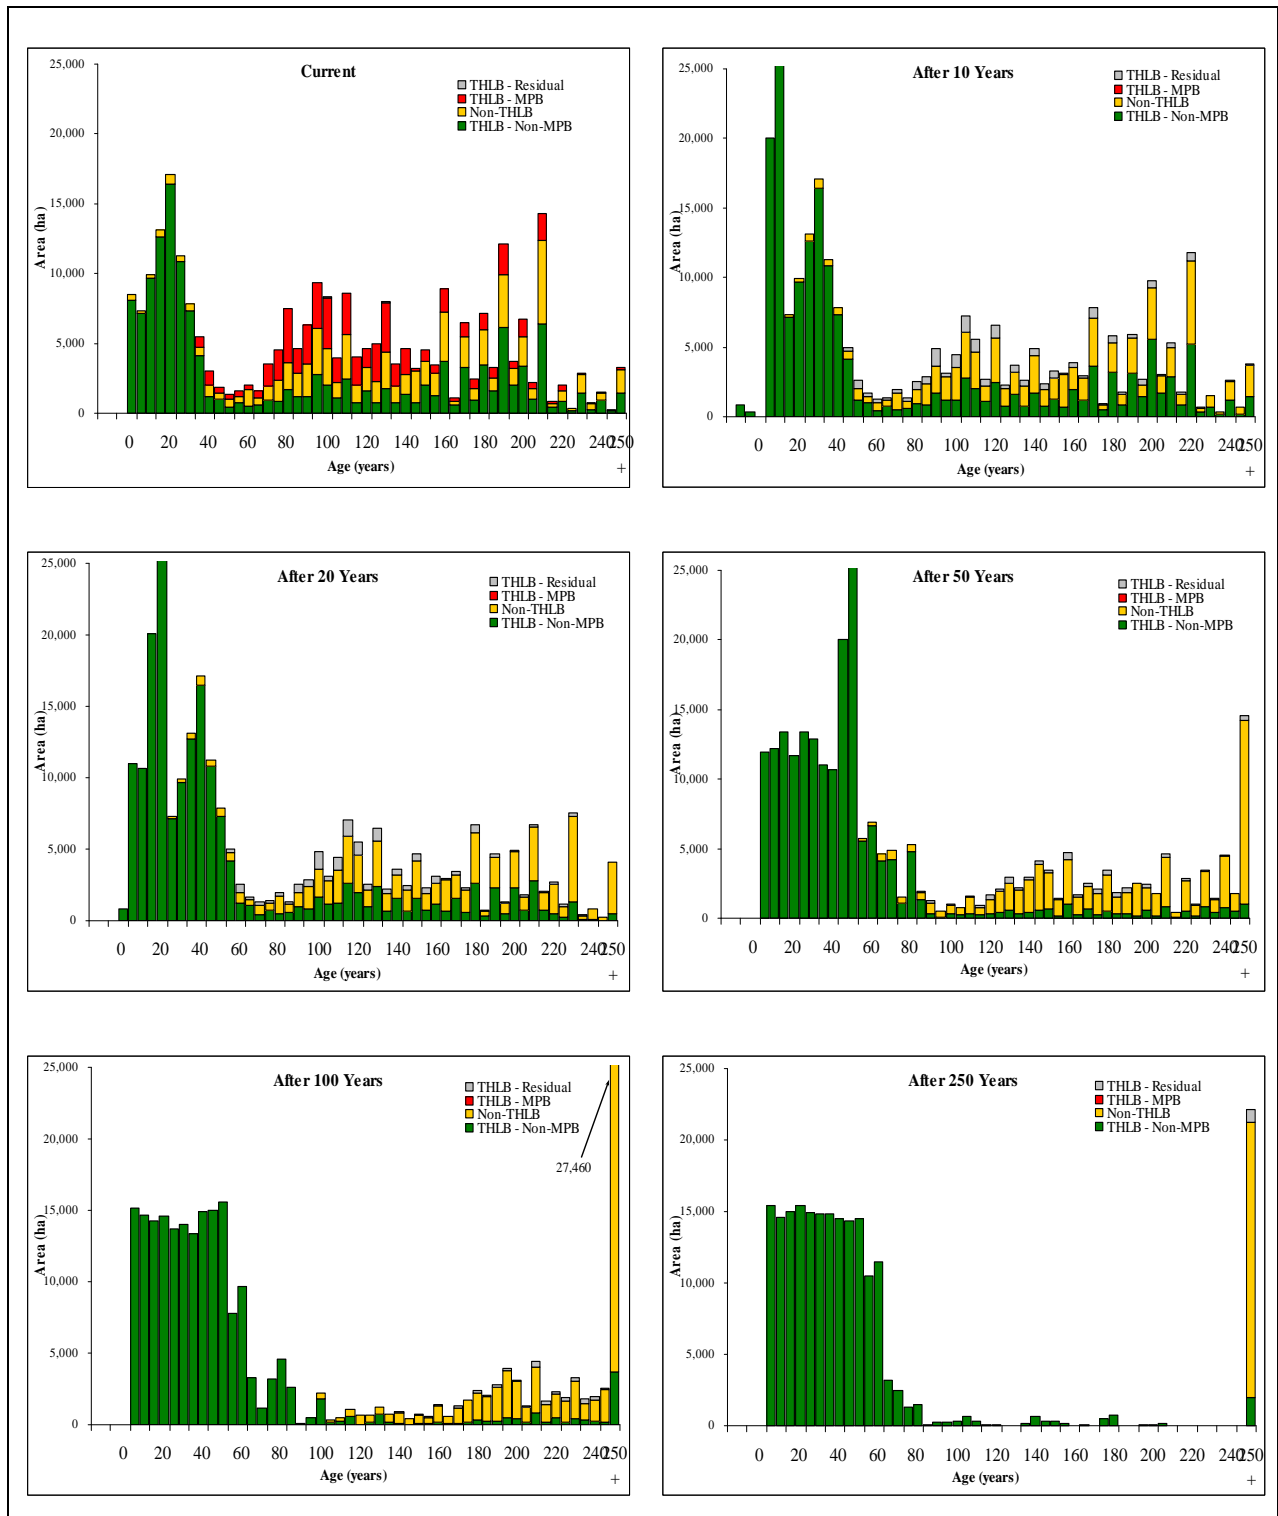 Current
25,000
20,000
15,000
10,000
5,000
0
Area (ha)
THLB - Residual
THLB - MPB
Non-THLB
THLB - Non-MPB
0 20 40 60 80 100 120 140 160 180 200 220 240 250
+
Age (years)
After 10 Years
25,000
20,000
15,000
10,000
5,000
0
Area (ha)
THLB - Residual
THLB - MPB
Non-THLB
THLB - Non-MPB
0 20 40 60 80 100 120 140 160 180 200 220 240 250
+
Age (years)
After 20 Years
25,000
20,000
15,000
10,000
5,000
0
Area (ha)
THLB - Residual
THLB - MPB
Non-THLB
THLB - Non-MPB
0 20 40 60 80 100 120 140 160 180 200 220 240 250
+
Age (years)
After 50 Years
25,000
20,000
15,000
10,000
5,000
0
Area (ha)
THLB - Residual
THLB - MPB
Non-THLB
THLB - Non-MPB
0 20 40 60 80 100 120 140 160 180 200 220 240 250
+
Age (years)
After 100 Years
25,000
20,000
15,000
10,000
5,000
0
Area (ha)
THLB - Residual
THLB - MPB
Non-THLB
THLB - Non-MPB
27,460
0 20 40 60 80 100 120 140 160 180 200 220 240 250
+
Age (years)
After 250 Years
25,000
20,000
15,000
10,000
5,000
0
Area (ha)
THLB - Residual
THLB - MPB
Non-THLB
THLB - Non-MPB
0 20 40 60 80 100 120 140 160 180 200 220 240 250
+
Age (years)